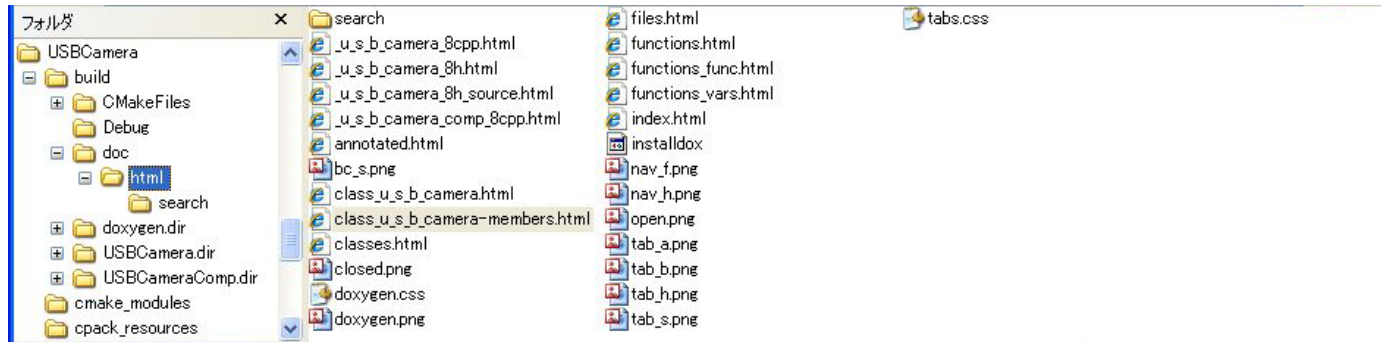 フォルダ
×
USBCamera
build
CMakeFiles
Debug
doc
html
search
doxygen.dir
USBCamera.dir
USBCameraComp.dir
cmake_modules
cpack_resources
search
_u_s_b_camera_8cpp.html
_u_s_b_camera_8h.html
_u_s_b_camera_8h_source.html
_u_s_b_camera_comp_8cpp.html
annotated.html
bc_s.png
class_u_s_b_camera.html
class_u_s_b_camera-members.html
classes.html
closed.png
doxygen.css
doxygen.png
files.html
functions.html
functions_func.html
functions_vars.html
index.html
installdox
nav_f.png
nav_h.png
open.png
tab_a.png
tab_b.png
tab_h.png
tab_s.png
tabs.css